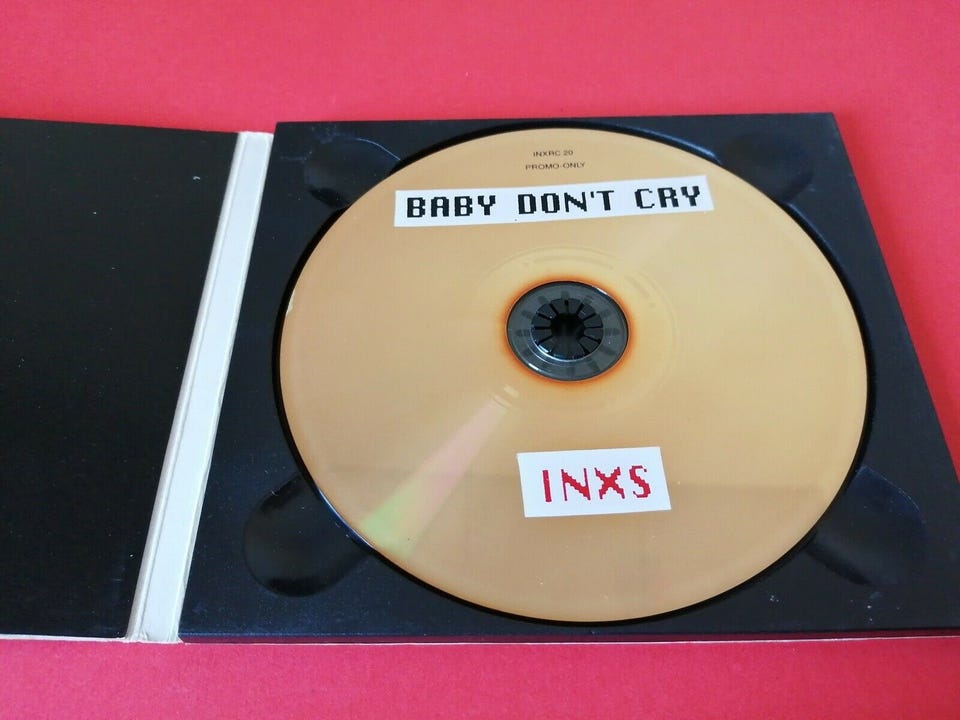 INXRC 20
PROMO-ONLY
BABY DON'T CRY
INXS